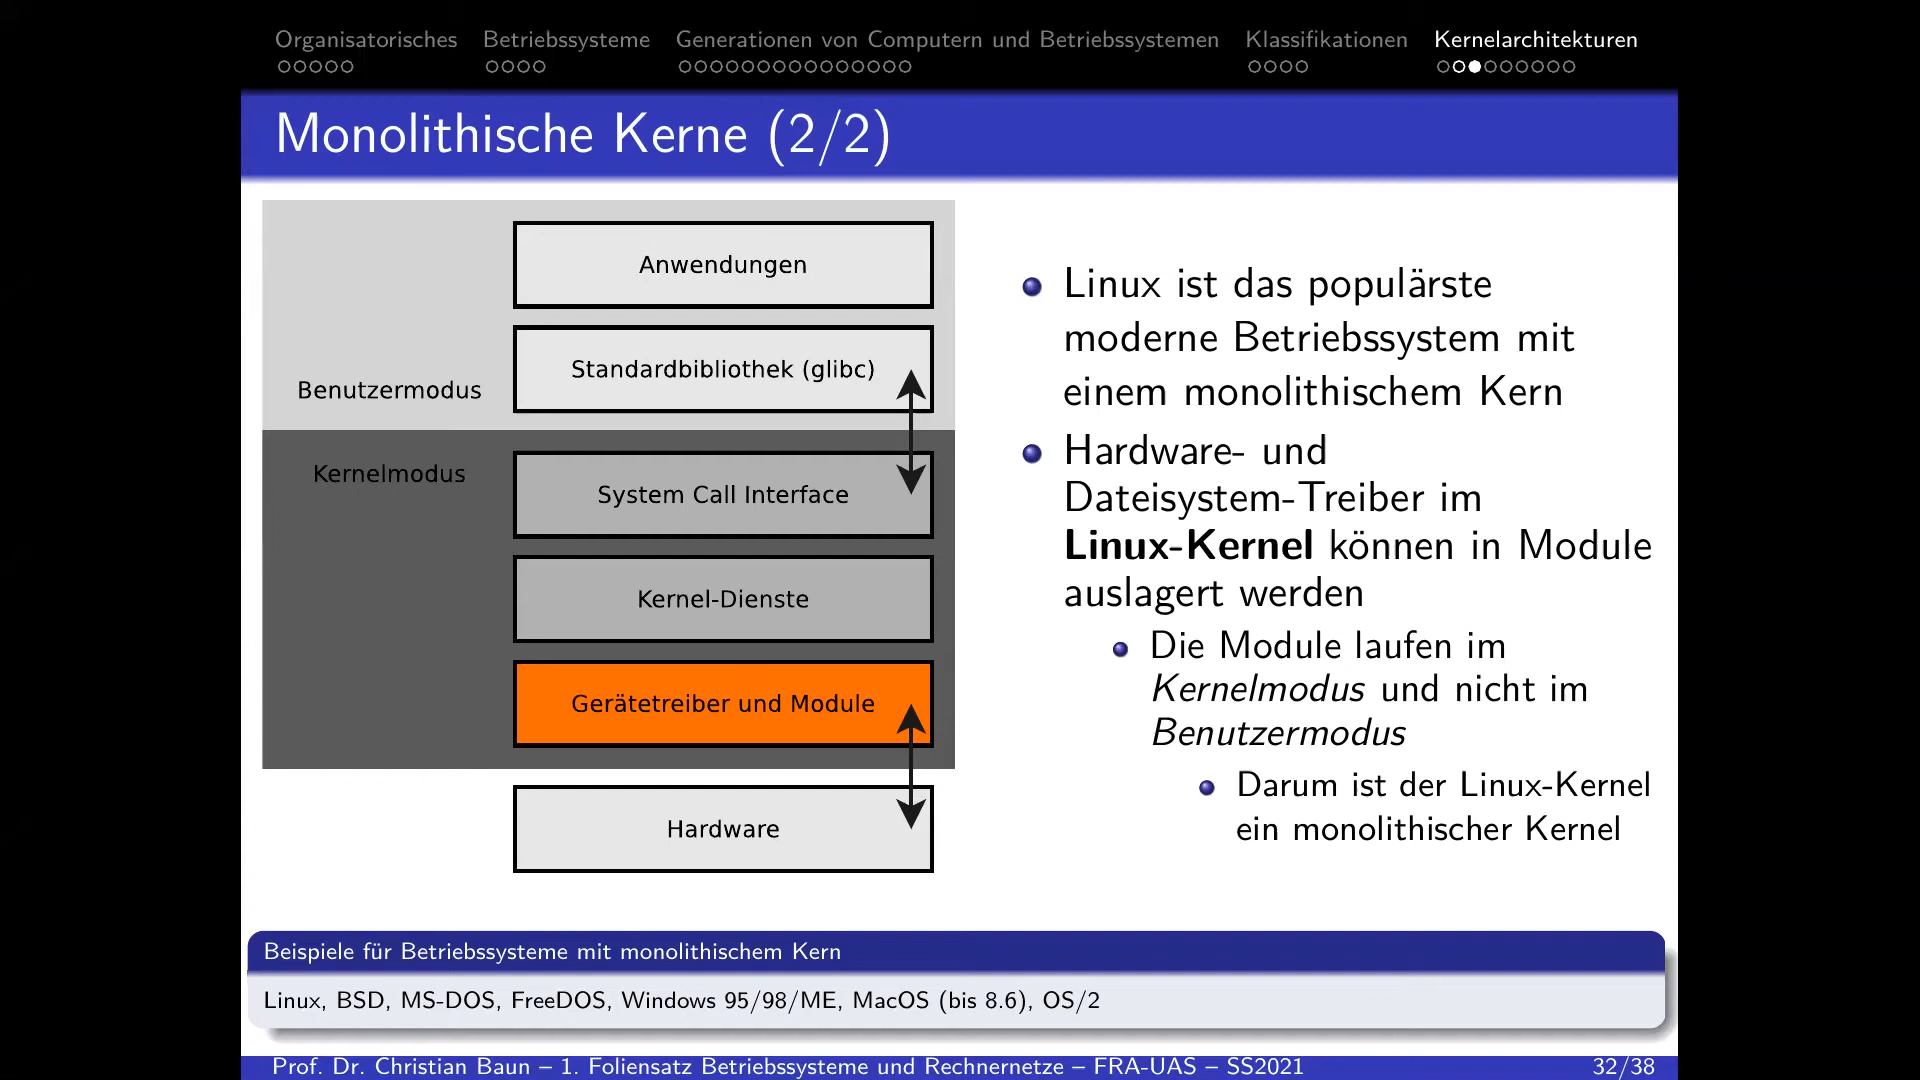 Organisatorisches Betriebssysteme Generationen von Computern und Betriebssystemen Klassifikationen Kernelarchitekturen
Monolithische Kerne (2/2)
Anwendungen
Standardbibliothek (glibc)
Benutzermodus
Kernelmodus
System Call Interface
Kernel-Dienste
Gerätetreiber und Module
Hardware
Linux ist das populärste
moderne Betriebssystem mit
einem monolithischem Kern
Hardware- und
Dateisystem-Treiber im
Linux-Kernel können in Module
auslagert werden
Die Module laufen im
Kernelmodus und nicht im
Benutzermodus
Darum ist der Linux-Kernel
ein monolithischer Kernel
Beispiele für Betriebssysteme mit monolithischem Kern
Linux, BSD, MS-DOS, FreeDOS, Windows 95/98/ME, MacOS (bis 8.6), OS/2
Prof. Dr. Christian Baun – 1. Foliensatz Betriebssysteme und Rechnernetze – FRA-UAS – SS2021 32/38